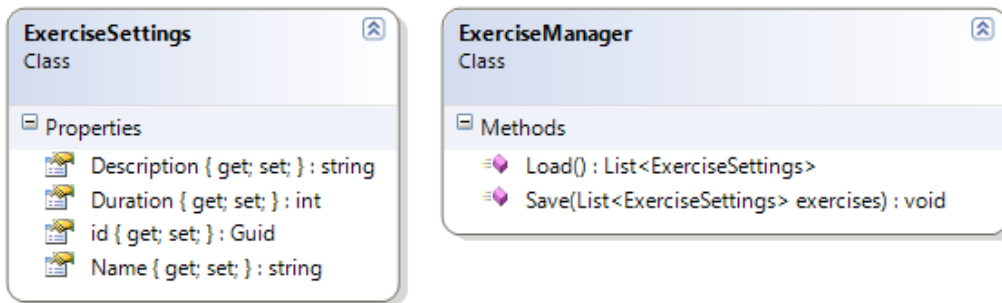 ExerciseSettings
Class
Properties
Description { get; set; } : string
Duration { get; set; } : int
id { get; set; } : Guid
Name { get; set; } : string
ExerciseManager
Class
Methods
Load() : List<ExerciseSettings>
Save(List<ExerciseSettings> exercises) : void